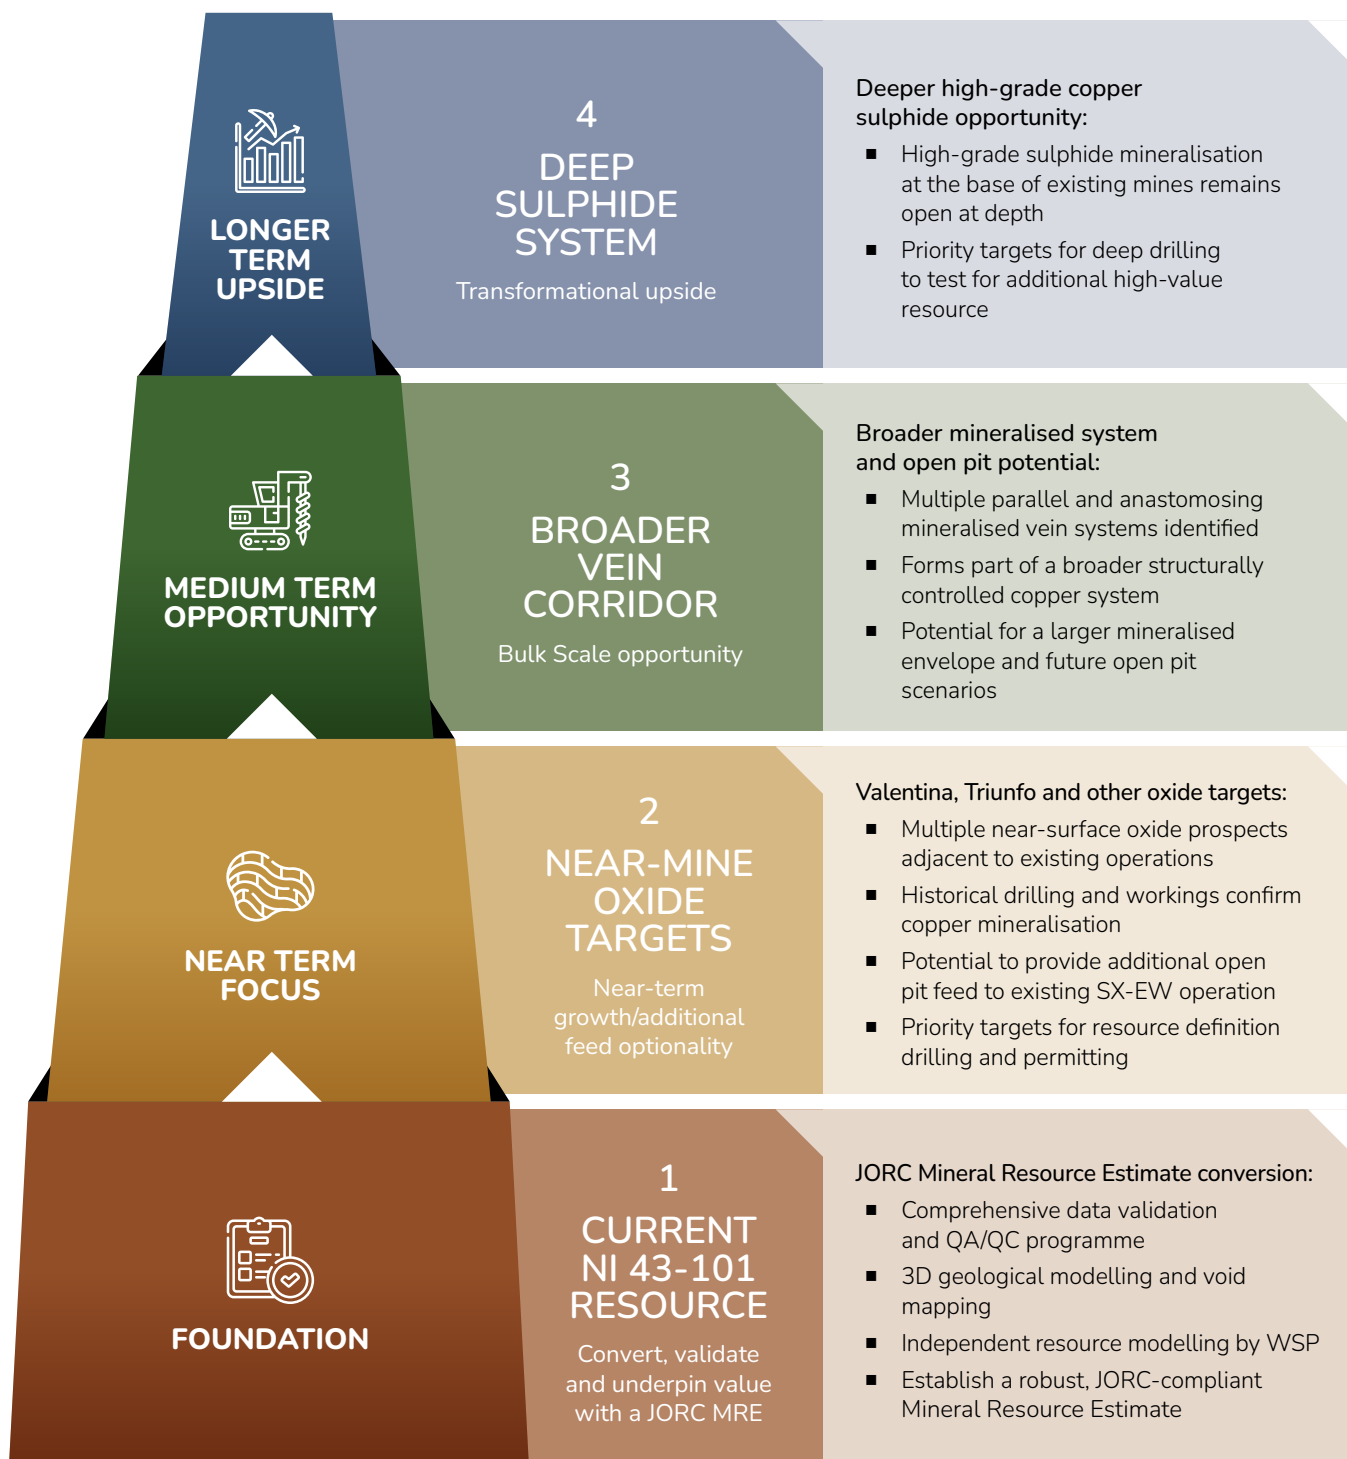 LONGER
TERM
UPSIDE
4
DEEP
SULPHIDE
SYSTEM
Transformational upside
Deeper high-grade copper
sulphide opportunity:
■ High-grade sulphide mineralisation
at the base of existing mines remains
open at depth
■ Priority targets for deep drilling
to test for additional high-value
resource
MEDIUM TERM
OPPORTUNITY
3
BROADER
VEIN
CORRIDOR
Bulk Scale opportunity
Broader mineralised system
and open pit potential:
■ Multiple parallel and anastomosing
mineralised vein systems identified
■ Forms part of a broader structurally
controlled copper system
■ Potential for a larger mineralised
envelope and future open pit
scenarios
NEAR TERM
FOCUS
2
NEAR-MINE
OXIDE
TARGETS
Near-term
growth/additional
feed optionality
Valentina, Triunfo and other oxide targets:
■ Multiple near-surface oxide prospects
adjacent to existing operations
■ Historical drilling and workings confirm
copper mineralisation
■ Potential to provide additional open
pit feed to existing SX-EW operation
■ Priority targets for resource definition
drilling and permitting
FOUNDATION
1
CURRENT
NI 43-101
RESOURCE
Convert, validate
and underpin value
with a JORC MRE
JORC Mineral Resource Estimate conversion:
■ Comprehensive data validation
and QA/QC programme
■ 3D geological modelling and void
mapping
■ Independent resource modelling by WSP
■ Establish a robust, JORC-compliant
Mineral Resource Estimate